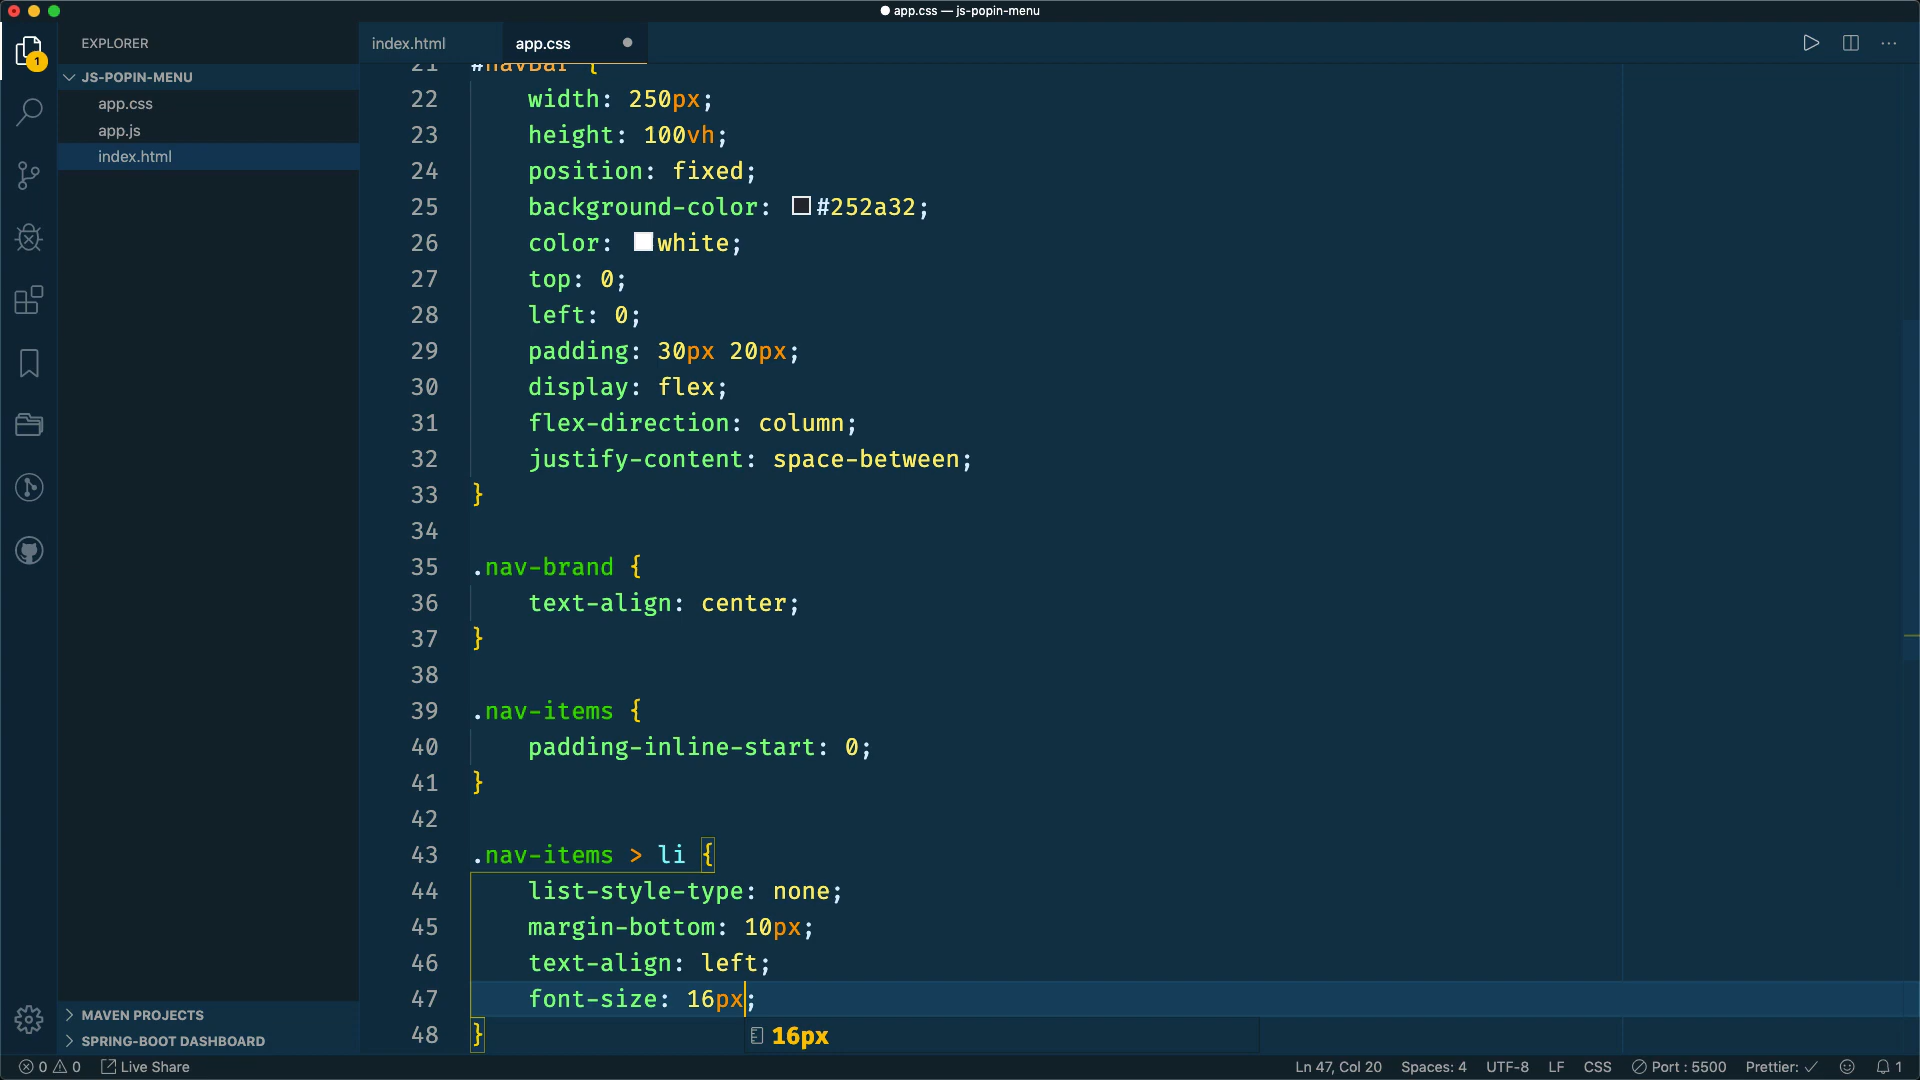 app.css — js-popin-menu
EXPLORER
index.html
app.css
JS-POPIN-MENU
app.css
app.js
index.html
1
21 #navBar {
22 width: 250px;
23 height: 100vh;
24 position: fixed;
25 background-color: #252a32;
26 color: white;
27 top: 0;
28 left: 0;
29 padding: 30px 20px;
30 display: flex;
31 flex-direction: column;
32 justify-content: space-between;
33 }
34
35 .nav-brand {
36 text-align: center;
37 }
38
39 .nav-items {
40 padding-inline-start: 0;
41 }
42
43 .nav-items > li {
44 list-style-type: none;
45 margin-bottom: 10px;
46 text-align: left;
47 font-size: 16px;
48 }
16px
MAVEN PROJECTS
SPRING-BOOT DASHBOARD
0 0 Live Share
Ln 47, Col 20 Spaces: 4 UTF-8 LF CSS Port : 5500 Prettier: ✓ 1